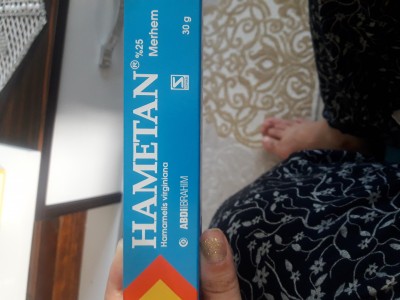 HAMETAN® %25
Merhem
30 g
Hamamelis virginiana
ABDİ İBRAHİM